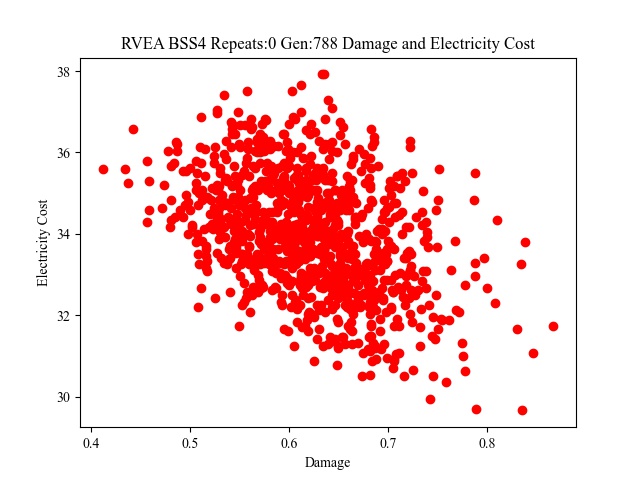 RVEA BSS4 Repeats:0 Gen:788 Damage and Electricity Cost
38
36
34
32
30
Electricity Cost
0.4 0.5 0.6 0.7 0.8
Damage